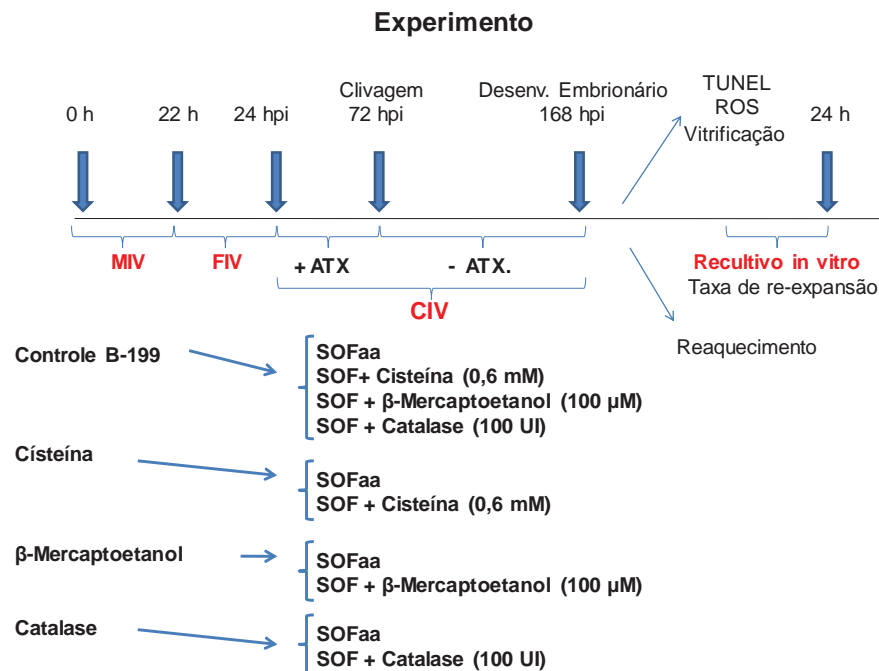 Experimento
TUNEL
ROS
Vitrificação
Clivagem
Desenv. Embrionário
0 h
22 h
24 hpi
72 hpi
168 hpi
24 h
MIV
FIV
+ ATX
- ATX.
CIV
Recultivo in vitro
Taxa de re-expansão
Reaquecimento
Controle B-199
SOFaa
SOF+ Cisteína (0,6 mM)
SOF + β-Mercaptoetanol (100 µM)
SOF + Catalase (100 UI)
Císteína
SOFaa
SOF + Cisteína (0,6 mM)
β-Mercaptoetanol
SOFaa
SOF + β-Mercaptoetanol (100 µM)
Catalase
SOFaa
SOF + Catalase (100 UI)